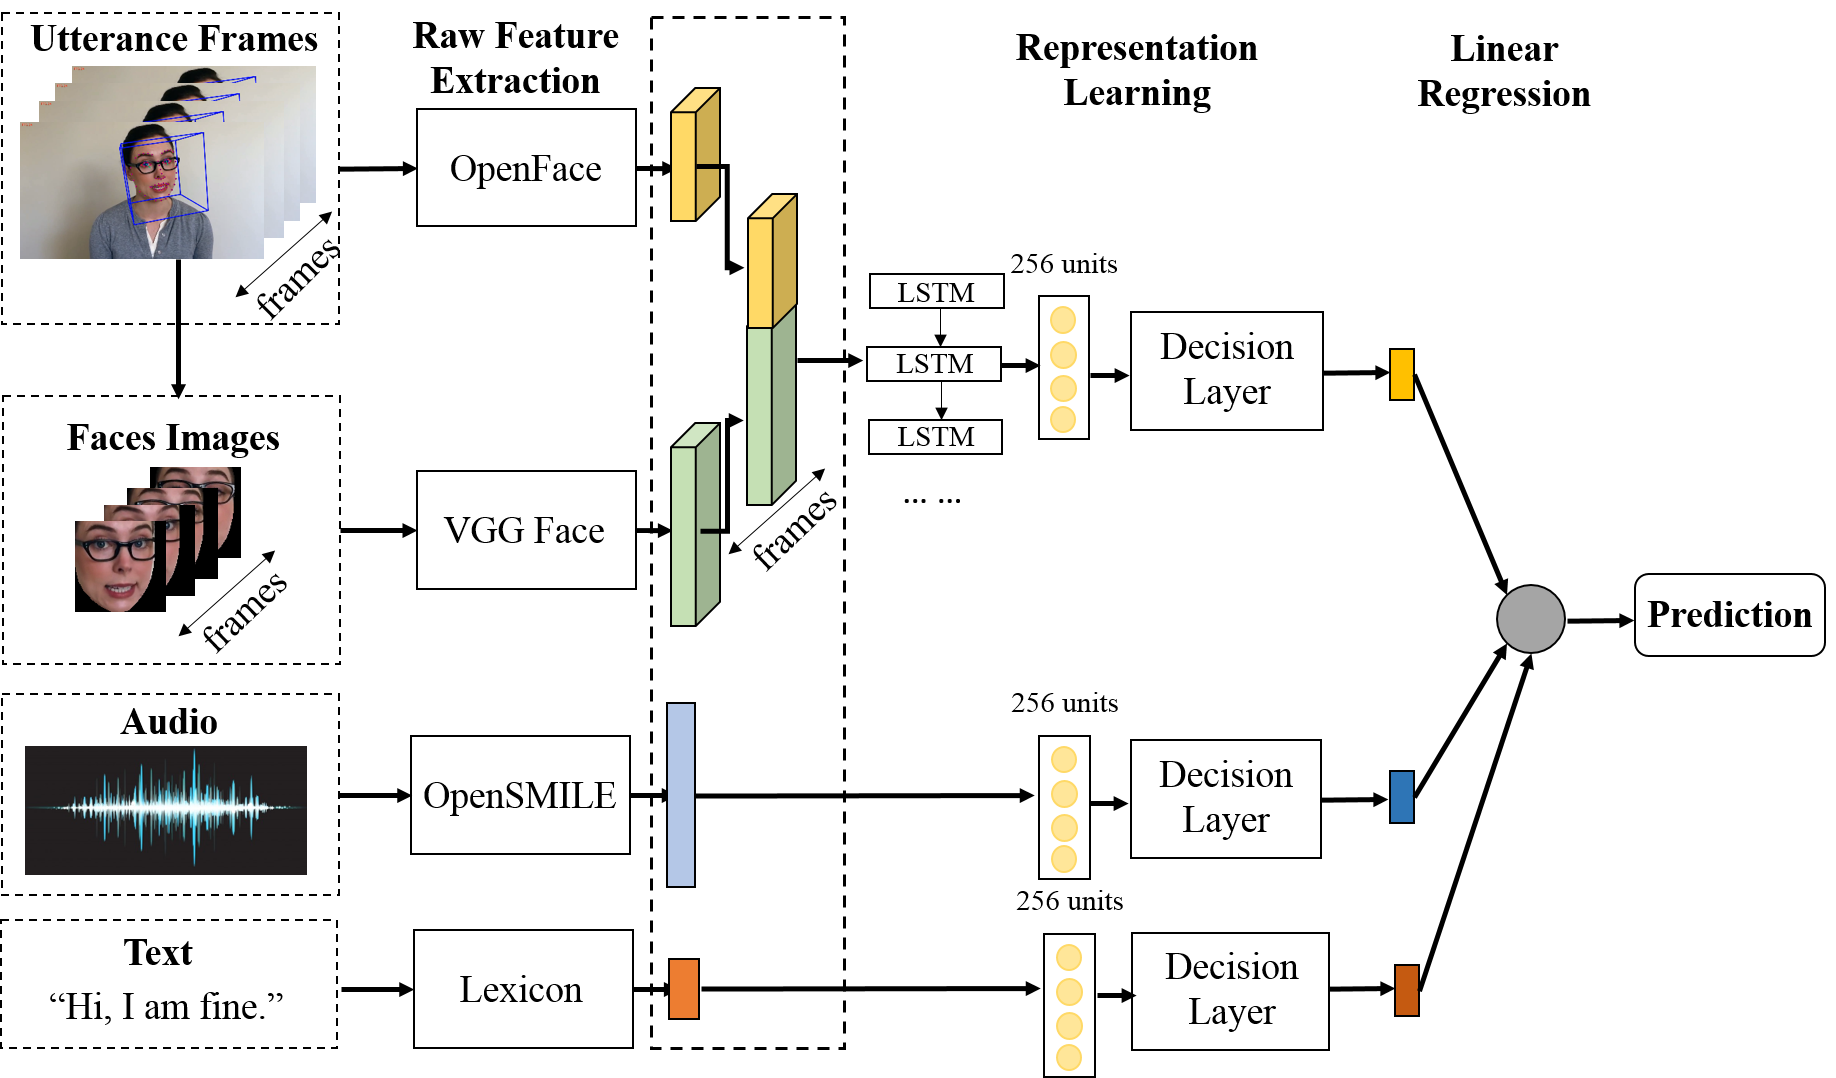 Utterance Frames
frames
Raw Feature
Extraction
Representation
Learning
Linear
Regression
OpenFace
Faces Images
frames
VGG Face
frames
LSTM
LSTM
LSTM
... ...
256 units
Decision
Layer
Prediction
Audio
OpenSMILE
256 units
Decision
Layer
Text
“Hi, I am fine.”
Lexicon
256 units
Decision
Layer